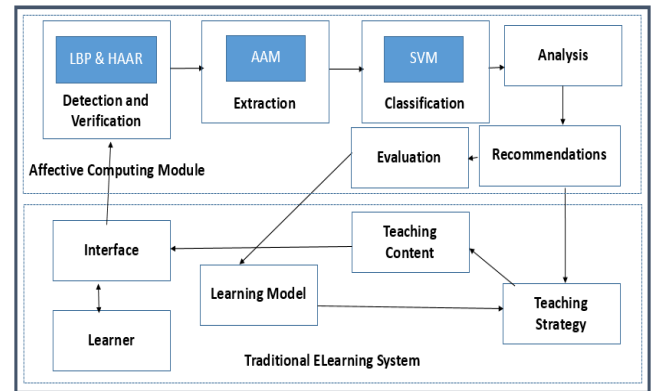 LBP & HAAR
Detection and
Verification
AAM
Extraction
SVM
Classification
Analysis
Affective Computing Module
Evaluation
Recommendations
Interface
Teaching
Content
Learning Model
Teaching
Strategy
Learner
Traditional ELearning System